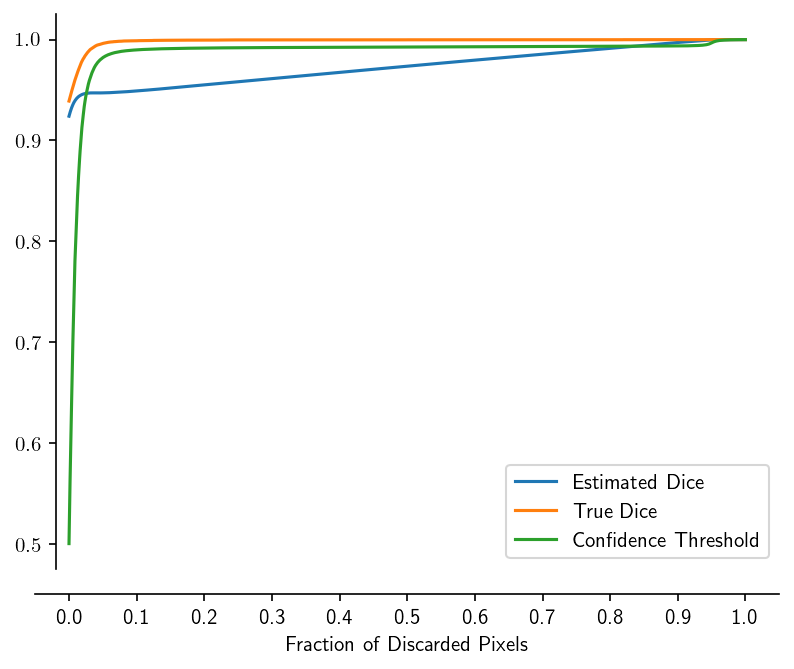 1.0
0.9
0.8
0.7
0.6
0.5
Estimated Dice
True Dice
Confidence Threshold
0.0 0.1 0.2 0.3 0.4 0.5 0.6 0.7 0.8 0.9 1.0
Fraction of Discarded Pixels